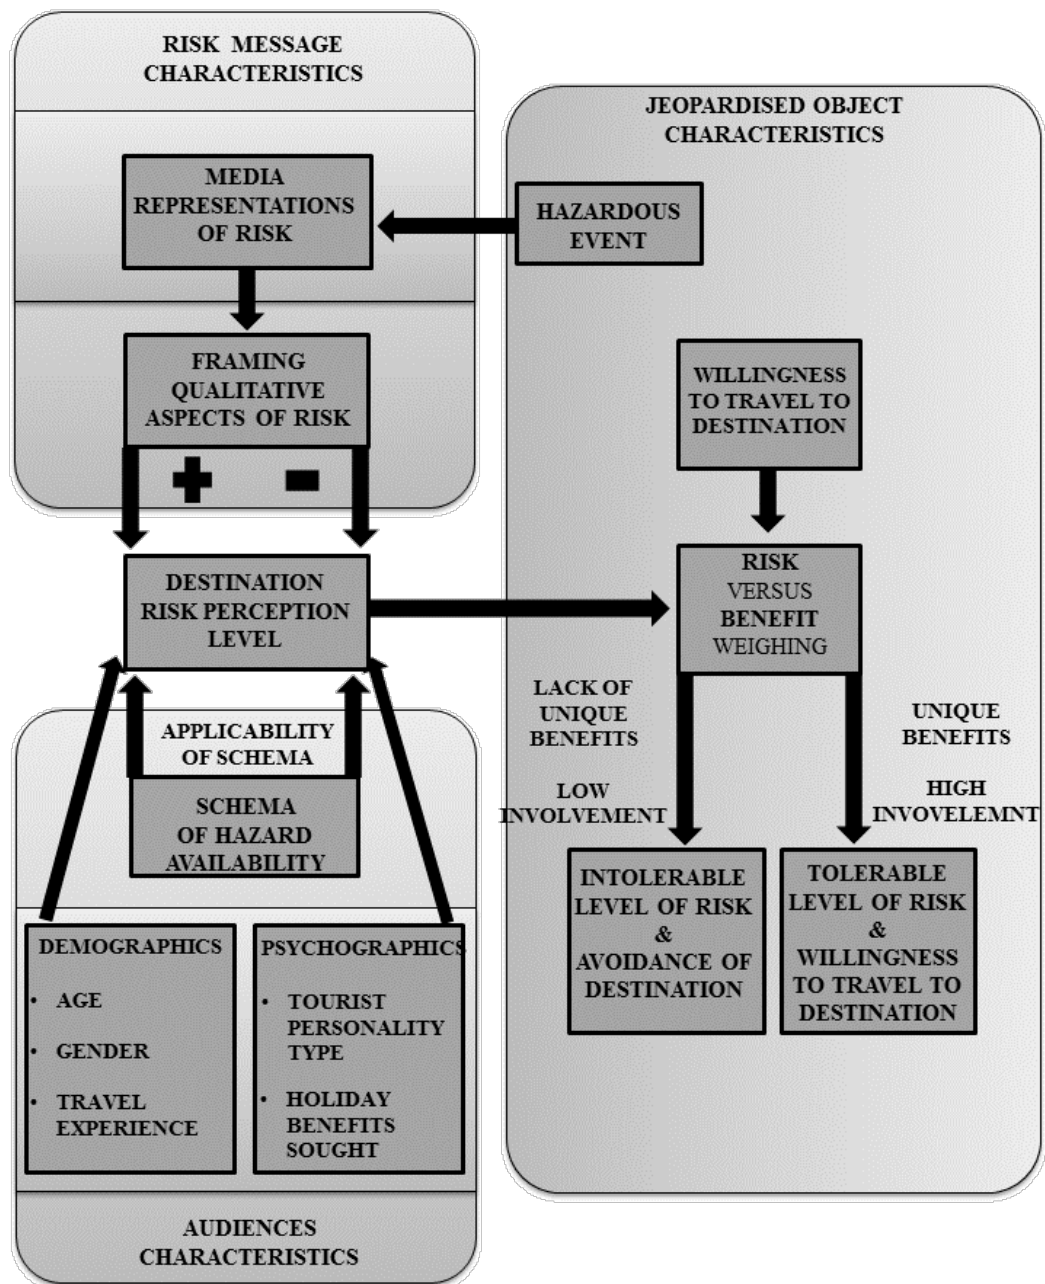 RISK MESSAGE
CHARACTERISTICS
MEDIA
REPRESENTATIONS
OF RISK
FRAMING
QUALITATIVE
ASPECTS OF RISK
DESTINATION
RISK PERCEPTION
LEVEL
APPLICABILITY
OF SCHEMA
SCHEMA
OF HAZARD
AVAILABILITY
DEMOGRAPHICS
• AGE
• GENDER
• TRAVEL
EXPERIENCE
PSYCHOGRAPHICS
• TOURIST
PERSONALITY
TYPE
• HOLIDAY
BENEFITS
SOUGHT
AUDIENCES
CHARACTERISTICS
JEOPARDISED OBJECT
CHARACTERISTICS
HAZARDOUS
EVENT
WILLINGNESS
TO TRAVEL TO
DESTINATION
RISK
VERSUS
BENEFIT
WEIGHING
LACK OF
UNIQUE
BENEFITS
LOW
INVOLVEMENT
UNIQUE
BENEFITS
HIGH
INVOVELEMNT
INTOLERABLE
LEVEL OF RISK
&
AVOIDANCE OF
DESTINATION
TOLERABLE
LEVEL OF RISK
&
WILLINGNESS
TO TRAVEL TO
DESTINATION